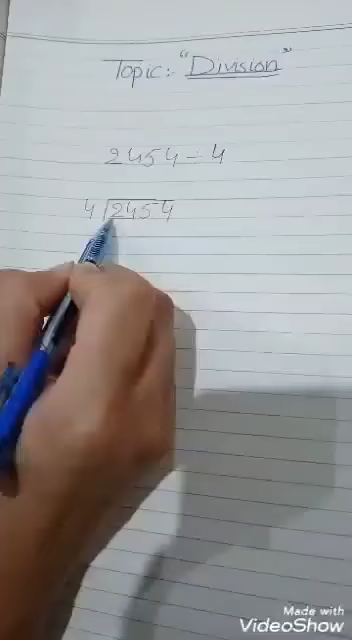 Topic:- "Division"
2454 ÷ 4
4 2454
Made with
VideoShow